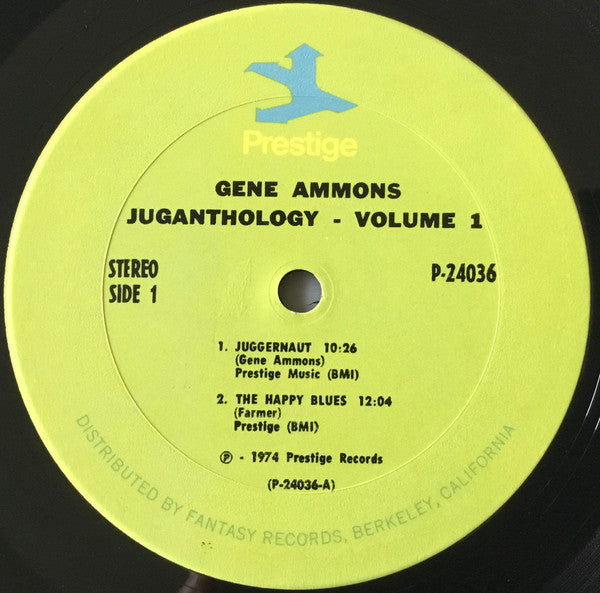 Prestige
GENE AMMONS
JUGANTHOLOGY - VOLUME 1
STEREO
SIDE 1
P-24036
1. JUGGERNAUT 10:26
(Gene Ammons)
Prestige Music (BMI)
2. THE HAPPY BLUES 12:04
(Farmer)
Prestige (BMI)
℗ - 1974 Prestige Records
(P-24036-A)
DISTRIBUTED BY FANTASY RECORDS, BERKELEY, CALIFORNIA